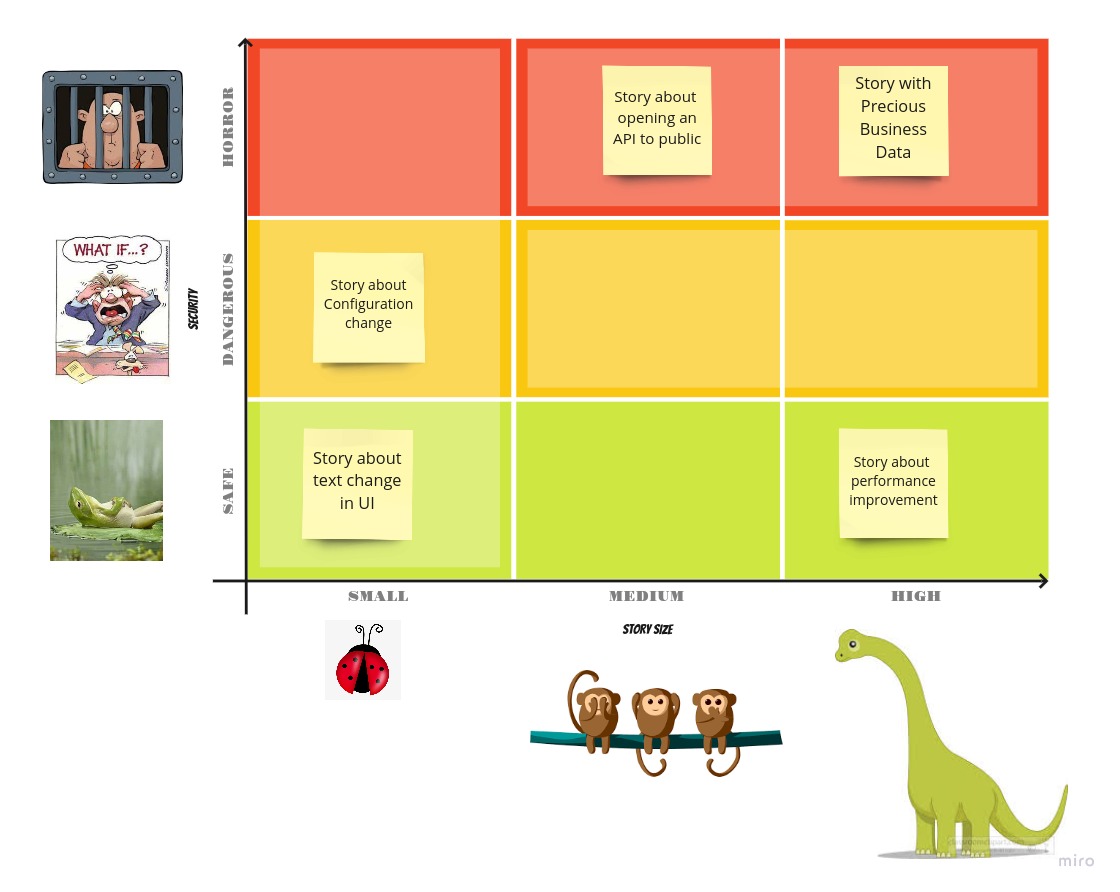 HORROR
Story about
opening an
API to public
Story with
Precious
Business
Data
WHAT IF...?
SECURITY
DANGEROUS
Story about
Configuration
change
SAFE
Story about
text change
in UI
Story about
performance
improvement
SMALL
MEDIUM
HIGH
STORY SIZE
miro